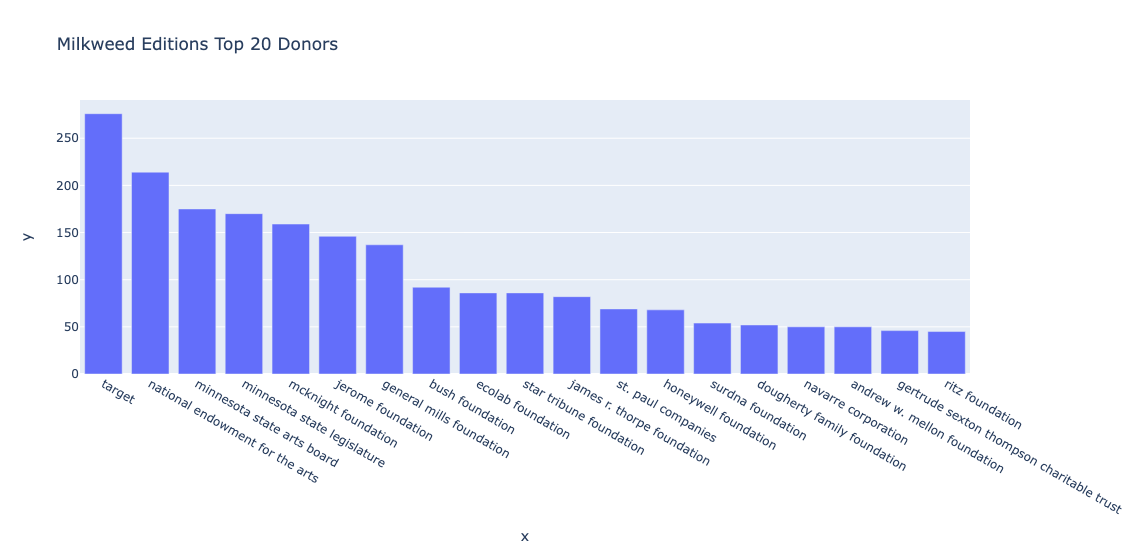 Milkweed Editions Top 20 Donors
y
250
200
150
100
50
0
target
national endowment for the arts
minnesota state arts board
minnesota state legislature
mcknight foundation
jerome foundation
general mills foundation
bush foundation
ecolab foundation
star tribune foundation
james r. thorpe foundation
st. paul companies
honeywell foundation
surdna foundation
dougherty family foundation
navarre corporation
andrew w. mellon foundation
gertrude sexton thompson charitable trust
ritz foundation
x